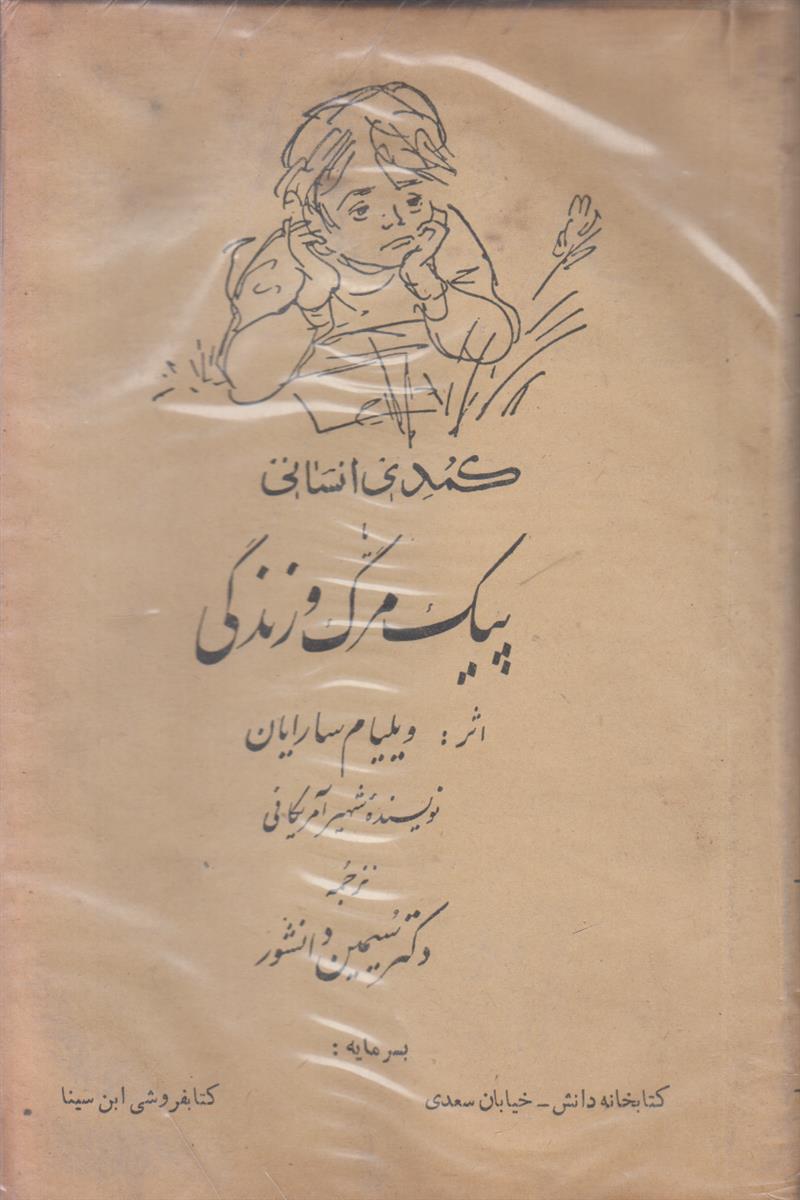 کمدی انسانی
یا
پیک مرگ و زندگی
اثر: ویلیام سارایان
نویسندهٔ شهیر آمریکائی
ترجمه
دکتر سیمین دانشور
بسرمایه:
کتابخانه دانش - خیابان سعدی
کتابفروشی ابن سینا